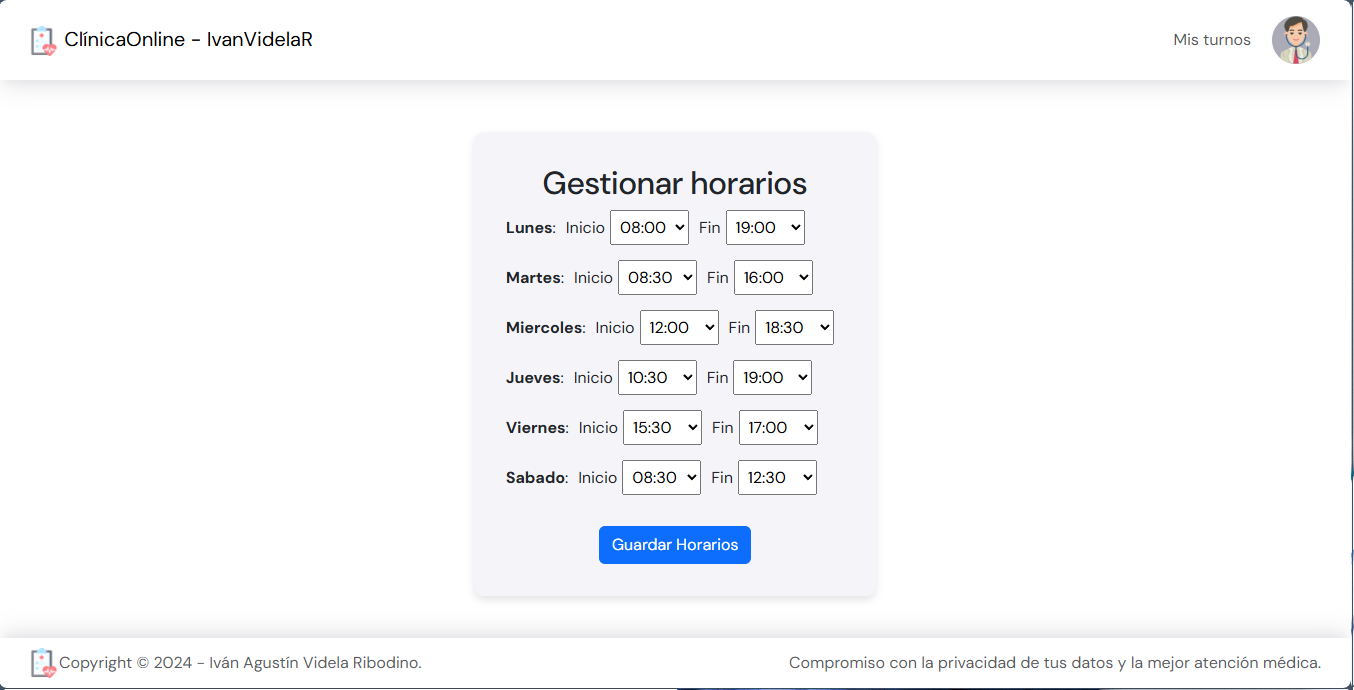 ClínicaOnline - IvanVidelaR
Mis turnos
Gestionar horarios
Lunes: Inicio 08:00 Fin 19:00
Martes: Inicio 08:30 Fin 16:00
Miercoles: Inicio 12:00 Fin 18:30
Jueves: Inicio 10:30 Fin 19:00
Viernes: Inicio 15:30 Fin 17:00
Sabado: Inicio 08:30 Fin 12:30
Guardar Horarios
Copyright © 2024 - Iván Agustín Videla Ribodino.
Compromiso con la privacidad de tus datos y la mejor atención médica.